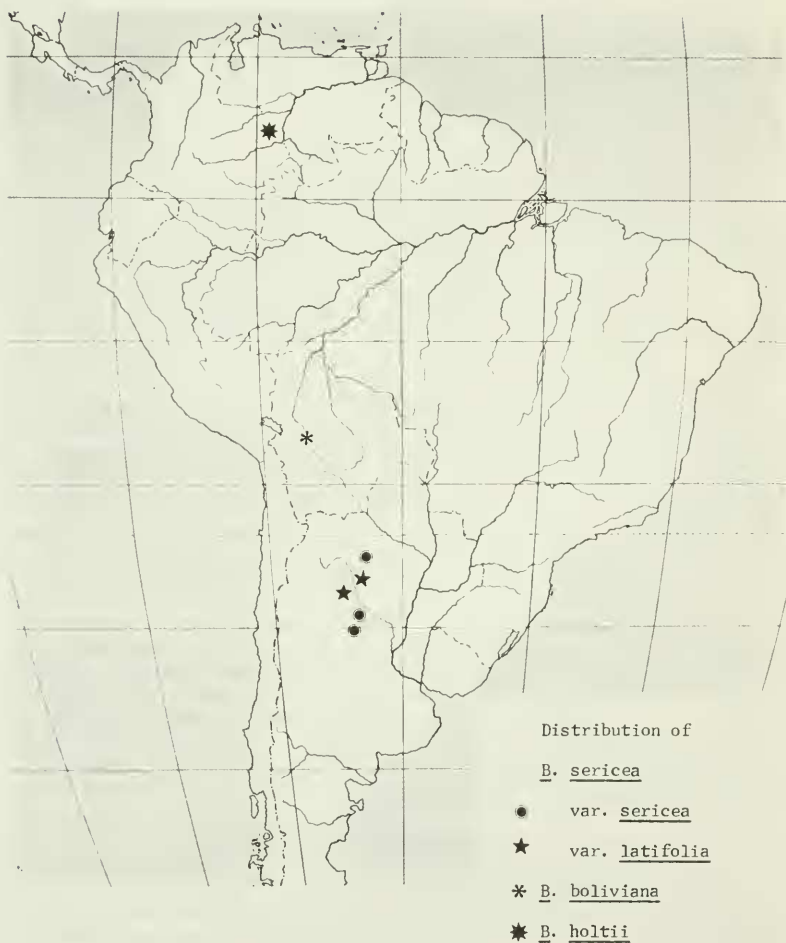 Distribution of
B. sericea
var. sericea
var. latifolia
B. boliviana
B. holtii